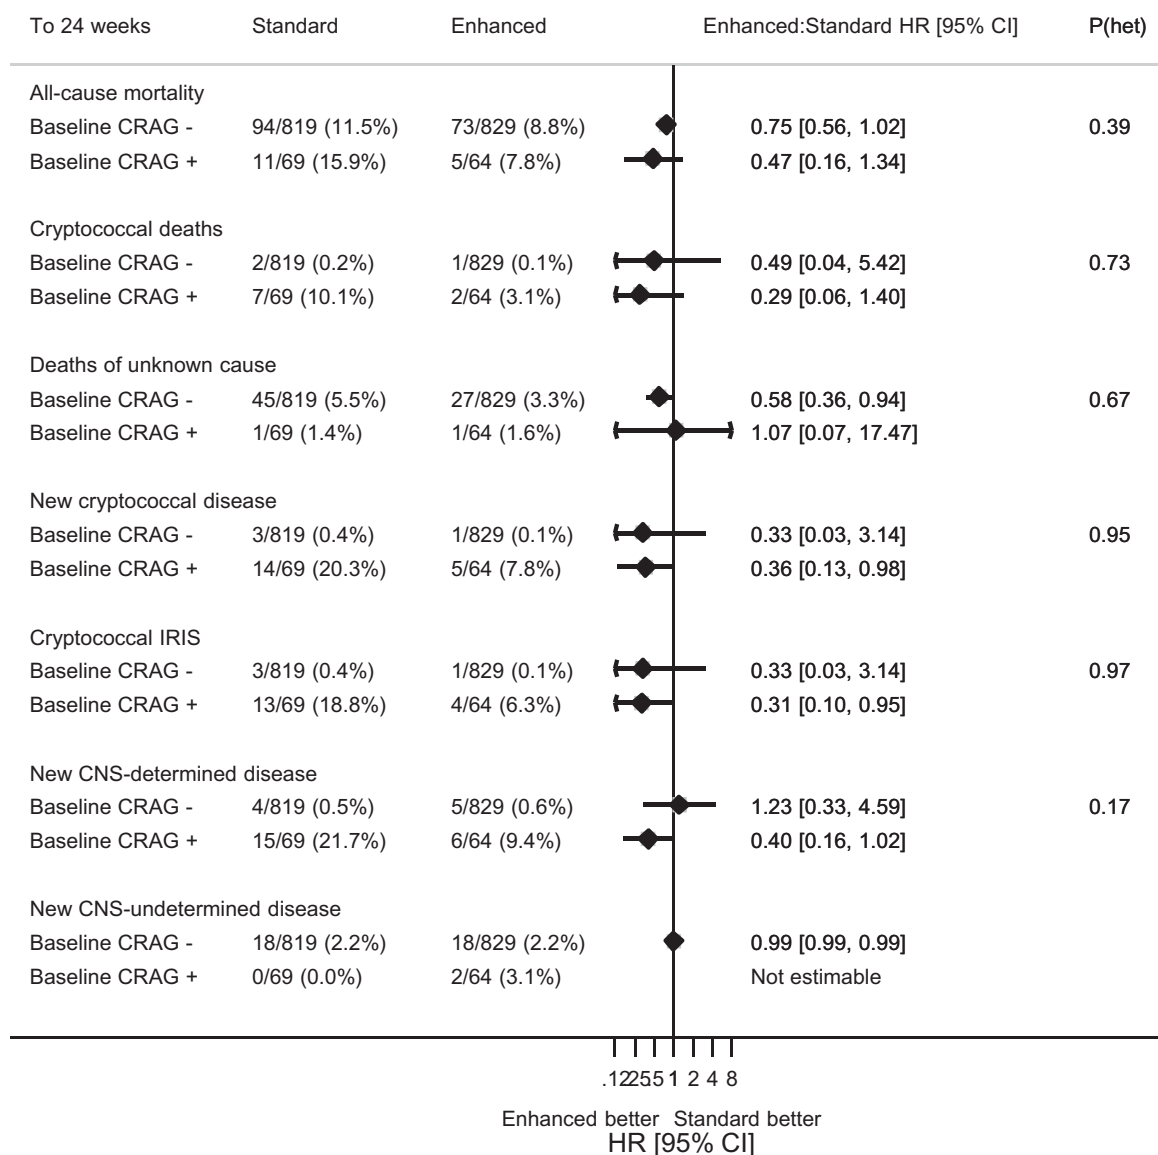 To 24 weeks Standard Enhanced Enhanced:Standard HR [95% CI] P(het)
All-cause mortality
Baseline CRAG - 94/819 (11.5%) 73/829 (8.8%) 0.75 [0.56, 1.02] 0.39
Baseline CRAG + 11/69 (15.9%) 5/64 (7.8%) 0.47 [0.16, 1.34]
Cryptococcal deaths
Baseline CRAG - 2/819 (0.2%) 1/829 (0.1%) 0.49 [0.04, 5.42] 0.73
Baseline CRAG + 7/69 (10.1%) 2/64 (3.1%) 0.29 [0.06, 1.40]
Deaths of unknown cause
Baseline CRAG - 45/819 (5.5%) 27/829 (3.3%) 0.58 [0.36, 0.94] 0.67
Baseline CRAG + 1/69 (1.4%) 1/64 (1.6%) 1.07 [0.07, 17.47]
New cryptococcal disease
Baseline CRAG - 3/819 (0.4%) 1/829 (0.1%) 0.33 [0.03, 3.14] 0.95
Baseline CRAG + 14/69 (20.3%) 5/64 (7.8%) 0.36 [0.13, 0.98]
Cryptococcal IRIS
Baseline CRAG - 3/819 (0.4%) 1/829 (0.1%) 0.33 [0.03, 3.14] 0.97
Baseline CRAG + 13/69 (18.8%) 4/64 (6.3%) 0.31 [0.10, 0.95]
New CNS-determined disease
Baseline CRAG - 4/819 (0.5%) 5/829 (0.6%) 1.23 [0.33, 4.59] 0.17
Baseline CRAG + 15/69 (21.7%) 6/64 (9.4%) 0.40 [0.16, 1.02]
New CNS-undetermined disease
Baseline CRAG - 18/819 (2.2%) 18/829 (2.2%) 0.99 [0.99, 0.99]
Baseline CRAG + 0/69 (0.0%) 2/64 (3.1%) Not estimable
.12 .25 .5 1 2 4 8
Enhanced better Standard better
HR [95% CI]